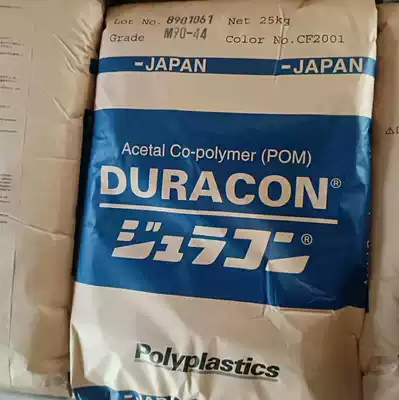 Lot No. 8901061 Net 25kg
Grade M90-44 Color No. CF2001
-JAPAN -JAPAN
Acetal Co-polymer (POM)
DURACON®
ジュラコン®
Polyplastics
-JAPAN